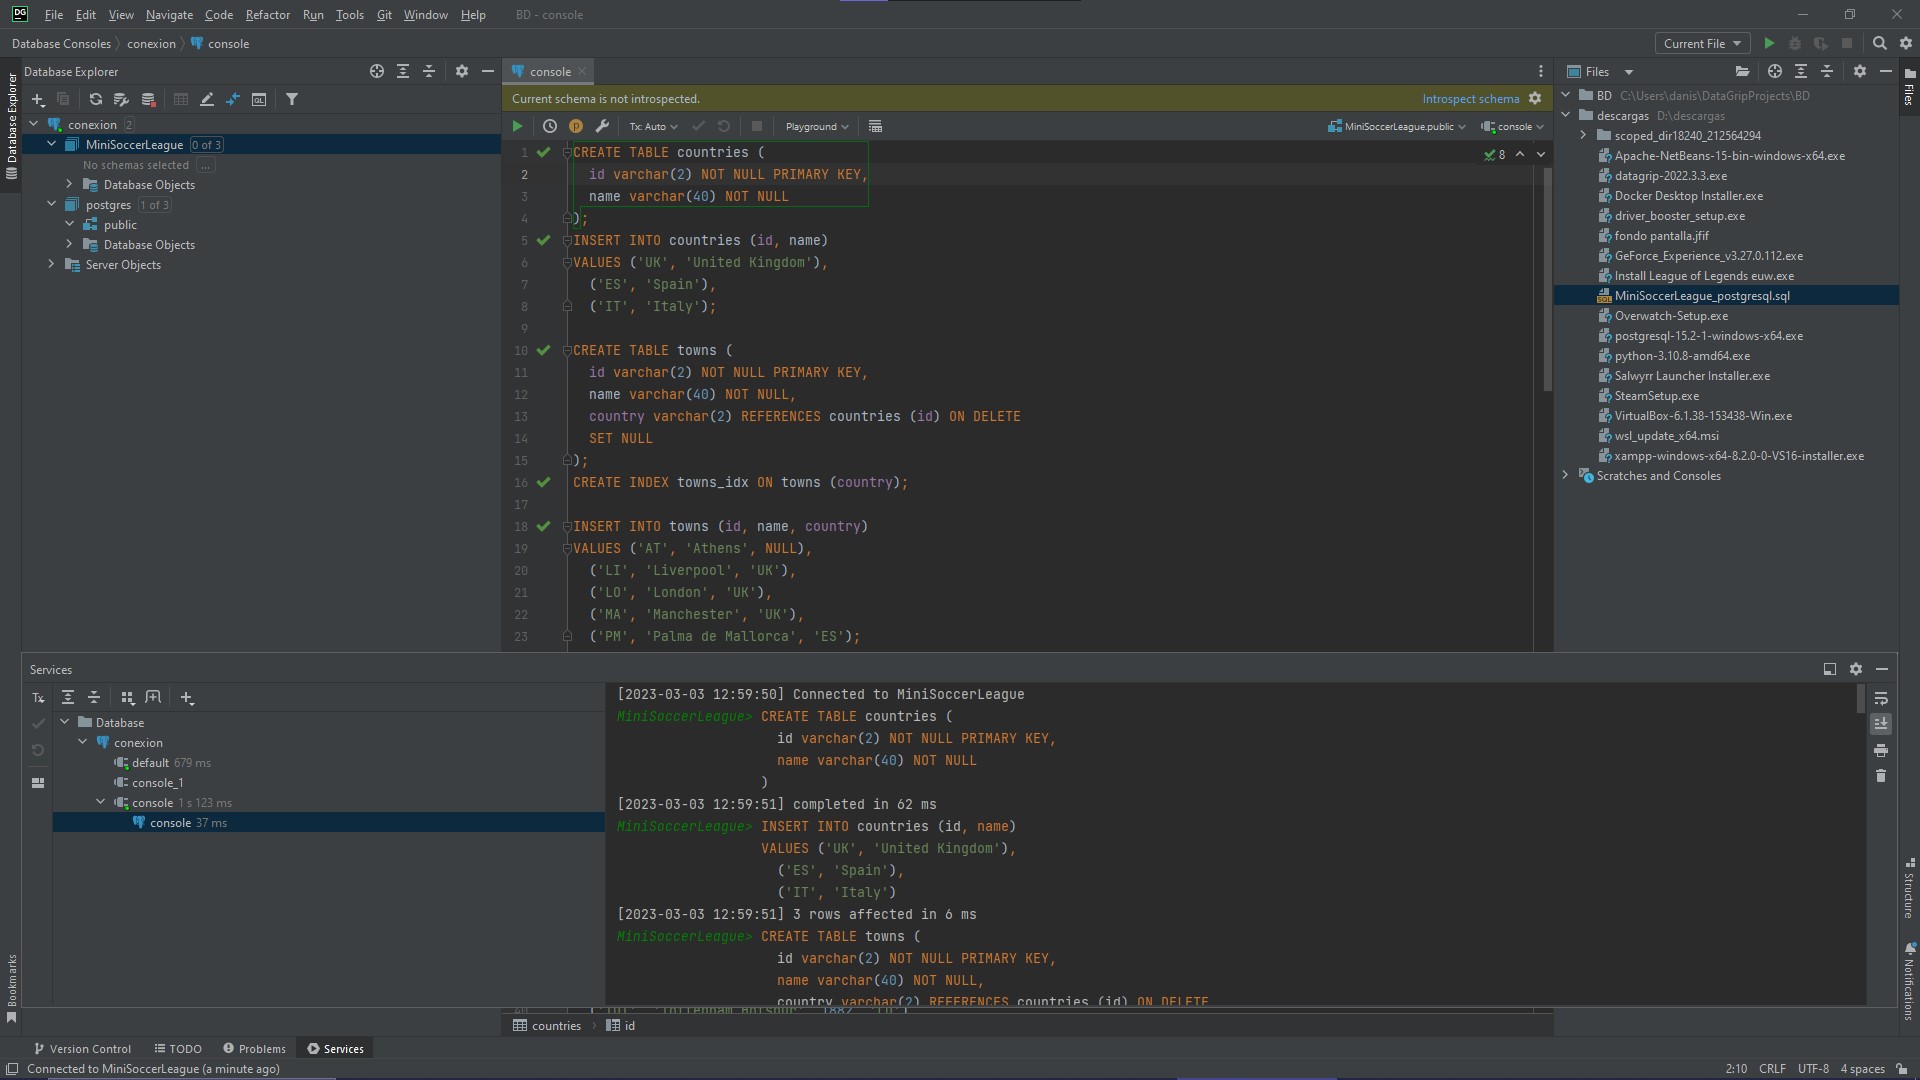 DG File Edit View Navigate Code Refactor Run Tools Git Window Help BD - console
Database Consoles conexion console Current File
Database Explorer
console
Files
Current schema is not introspected. Introspect schema
Tx: Auto Playground MiniSoccerLeague.public console
Database Explorer
conexion 2
MiniSoccerLeague 0 of 3
No schemas selected ...
Database Objects
postgres 1 of 3
public
Database Objects
Server Objects
8
1 CREATE TABLE countries (
2 id varchar(2) NOT NULL PRIMARY KEY,
3 name varchar(40) NOT NULL
4 );
5 INSERT INTO countries (id, name)
6 VALUES ('UK', 'United Kingdom'),
7 ('ES', 'Spain'),
8 ('IT', 'Italy');
9
10 CREATE TABLE towns (
11 id varchar(2) NOT NULL PRIMARY KEY,
12 name varchar(40) NOT NULL,
13 country varchar(2) REFERENCES countries (id) ON DELETE
14 SET NULL
15 );
16 CREATE INDEX towns_idx ON towns (country);
17
18 INSERT INTO towns (id, name, country)
19 VALUES ('AT', 'Athens', NULL),
20 ('LI', 'Liverpool', 'UK'),
21 ('LO', 'London', 'UK'),
22 ('MA', 'Manchester', 'UK'),
23 ('PM', 'Palma de Mallorca', 'ES');
BD C:\Users\danis\DataGripProjects\BD
descargas D:\descargas
scoped_dir18240_212564294
Apache-NetBeans-15-bin-windows-x64.exe
datagrip-2022.3.3.exe
Docker Desktop Installer.exe
driver_booster_setup.exe
fondo pantalla.jfif
GeForce_Experience_v3.27.0.112.exe
Install League of Legends euw.exe
MiniSoccerLeague_postgresql.sql
Overwatch-Setup.exe
postgresql-15.2-1-windows-x64.exe
python-3.10.8-amd64.exe
Salwyrr Launcher Installer.exe
SteamSetup.exe
VirtualBox-6.1.38-153438-Win.exe
wsl_update_x64.msi
xampp-windows-x64-8.2.0-0-VS16-installer.exe
Scratches and Consoles
Files
Services
Tx
Database
conexion
default 679 ms
console_1
console 1 s 123 ms
console 37 ms
[2023-03-03 12:59:50] Connected to MiniSoccerLeague
MiniSoccerLeague> CREATE TABLE countries (
id varchar(2) NOT NULL PRIMARY KEY,
name varchar(40) NOT NULL
)
[2023-03-03 12:59:51] completed in 62 ms
MiniSoccerLeague> INSERT INTO countries (id, name)
VALUES ('UK', 'United Kingdom'),
('ES', 'Spain'),
('IT', 'Italy')
[2023-03-03 12:59:51] 3 rows affected in 6 ms
MiniSoccerLeague> CREATE TABLE towns (
id varchar(2) NOT NULL PRIMARY KEY,
name varchar(40) NOT NULL,
country varchar(2) REFERENCES countries (id) ON DELETE
Structure
Notifications
Bookmarks
countries id
Version Control TODO Problems Services
Connected to MiniSoccerLeague (a minute ago) 2:10 CRLF UTF-8 4 spaces